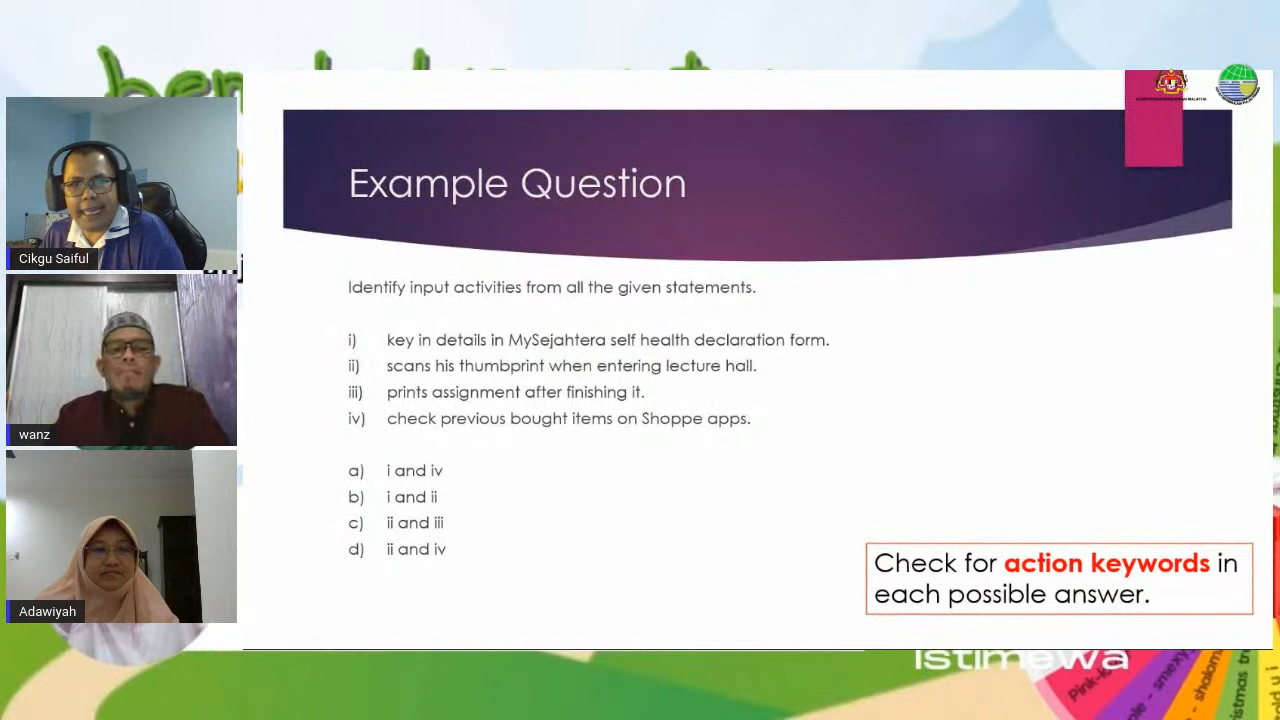 Cikgu Saiful
wanz
Adawiyah
Example Question
Identify input activities from all the given statements.
i) key in details in MySejahtera self health declaration form.
ii) scans his thumbprint when entering lecture hall.
iii) prints assignment after finishing it.
iv) check previous bought items on Shoppe apps.
a) i and iv
b) i and ii
c) ii and iii
d) ii and iv
Check for action keywords in
each possible answer.
istimewa